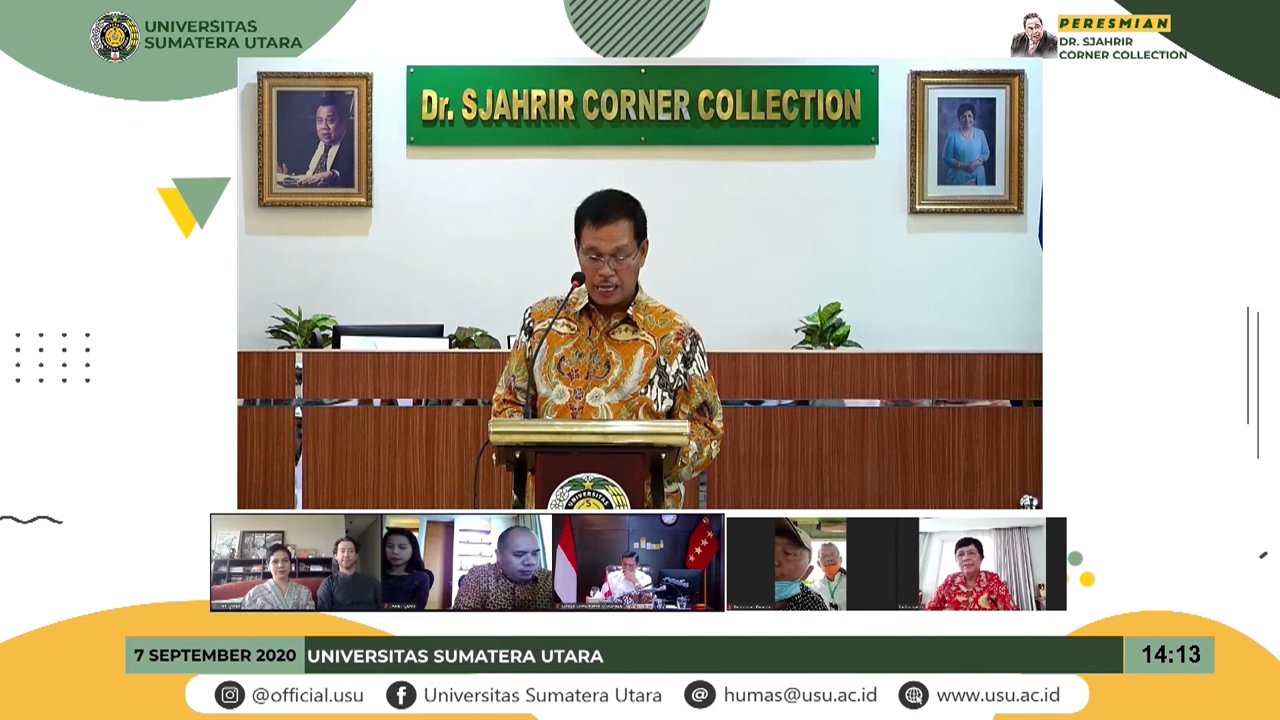 UNIVERSITAS
SUMATERA UTARA
PERESMIAN
DR. SJAHRIR
CORNER COLLECTION
Dr. SJAHRIR CORNER COLLECTION
UNIVERSITAS
7 SEPTEMBER 2020
UNIVERSITAS SUMATERA UTARA
14:13
@official.usu
Universitas Sumatera Utara
humas@usu.ac.id
www.usu.ac.id